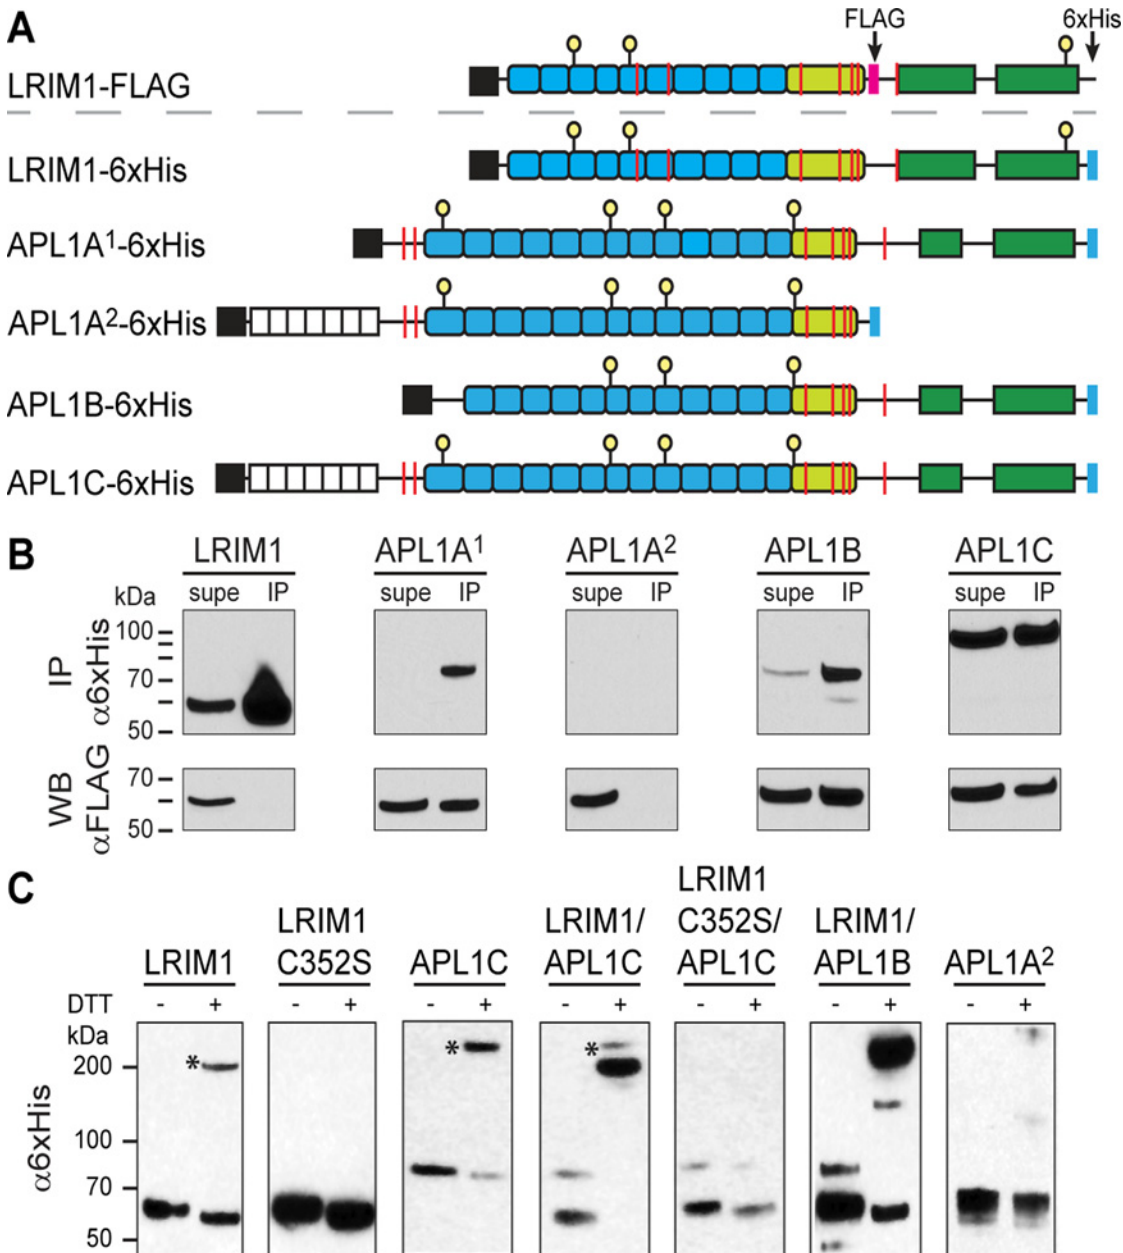 A
FLAG 6xHis
LRIM1-FLAG
LRIM1-6xHis
APL1A¹-6xHis
APL1A²-6xHis
APL1B-6xHis
APL1C-6xHis
B
LRIM1 APL1A¹ APL1A² APL1B APL1C
kDa supe IP supe IP supe IP supe IP supe IP
IP α6xHis
100
70
50
WB αFLAG
70
50
C
LRIM1
LRIM1 LRIM1/ C352S/ LRIM1/
LRIM1 C352S APL1C APL1C APL1C APL1B APL1A²
DTT - + - + - + - + - + - + - +
kDa
α6xHis
200 * * *
100
70
50